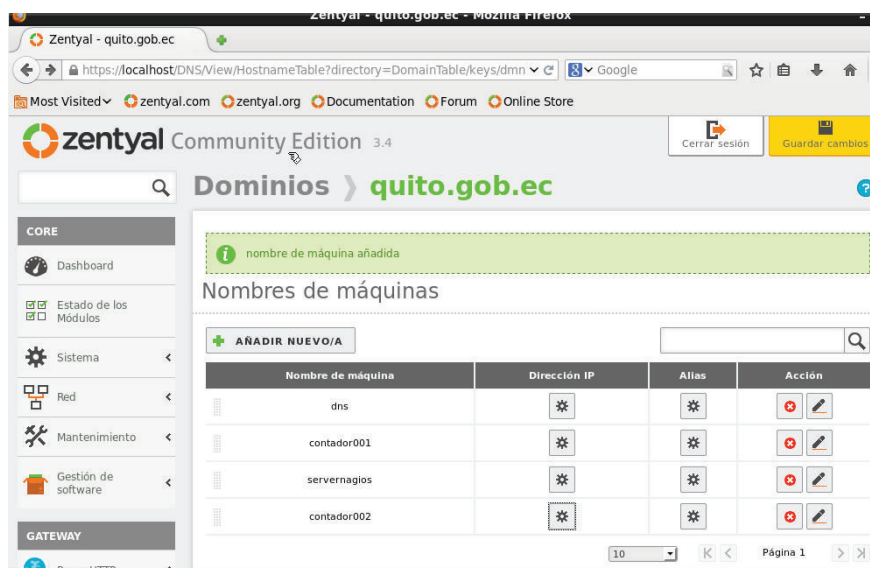 Zentyal - quito.gob.ec - Mozilla Firefox
Zentyal - quito.gob.ec
https://localhost/DNS/View/HostnameTable?directory=DomainTable/keys/dmn
Google
Most Visited zentyal.com zentyal.org Documentation Forum Online Store
zentyal Community Edition 3.4
Cerrar sesión
Guardar cambios
Dominios quito.gob.ec
?
CORE
Dashboard
Estado de los
Módulos
Sistema
Red
Mantenimiento
Gestión de
software
GATEWAY
nombre de máquina añadida
Nombres de máquinas
AÑADIR NUEVO/A
Nombre de máquina Dirección IP Alias Acción
dns
contador001
servernagios
contador002
10 Página 1